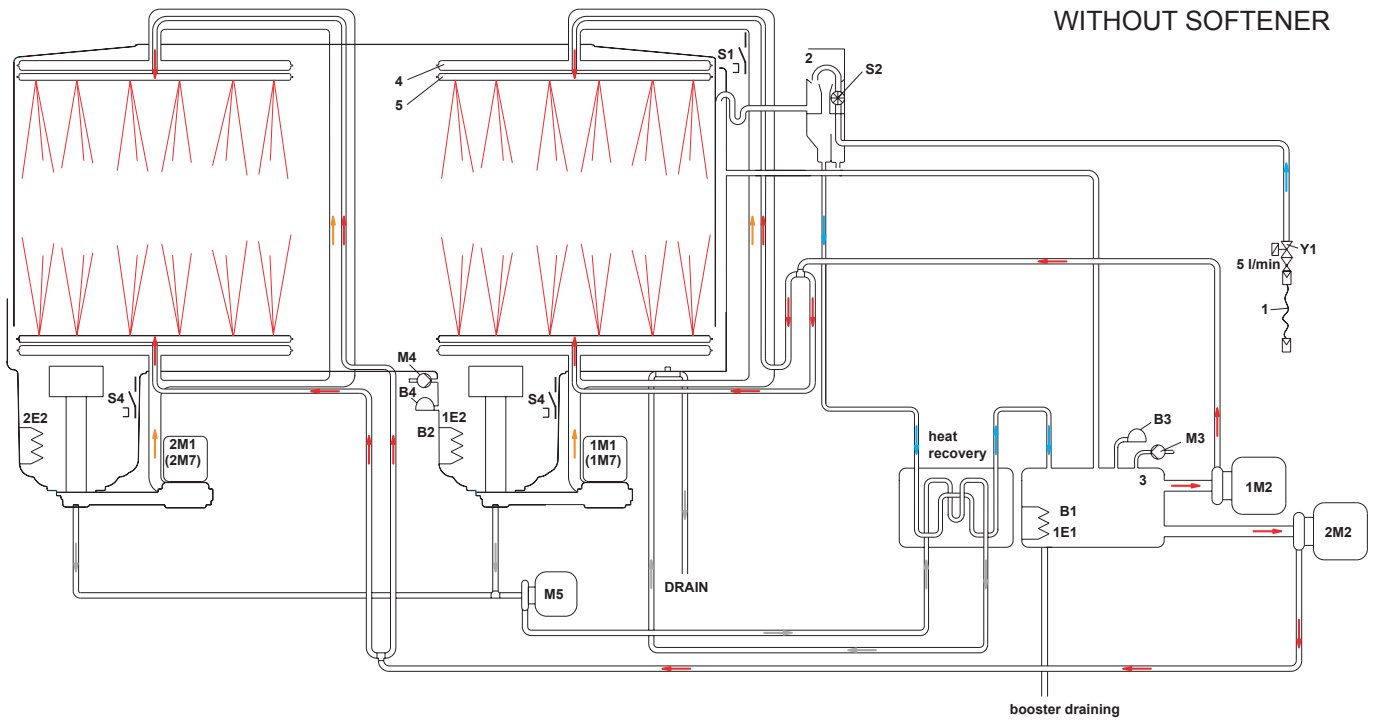 WITHOUT SOFTENER
S1
2
S2
4
5
Y1
5 l/min
1
M4
B4
S4
S4
2E2
1E2
B2
2M1
(2M7)
1M1
(1M7)
heat
recovery
B3
M3
3
1M2
B1
1E1
2M2
DRAIN
M5
booster draining